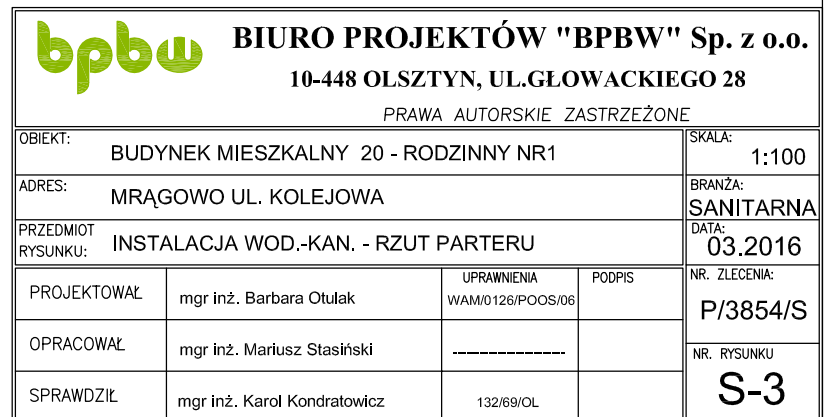 bpbw
BIURO PROJEKTÓW "BPBW" Sp. z o.o.
10-448 OLSZTYN, UL.GŁOWACKIEGO 28
PRAWA AUTORSKIE ZASTRZEŻONE
OBIEKT:
BUDYNEK MIESZKALNY 20 - RODZINNY NR1
SKALA:
1:100
ADRES:
MRĄGOWO UL. KOLEJOWA
BRANŻA:
SANITARNA
PRZEDMIOT
RYSUNKU:
INSTALACJA WOD.-KAN. - RZUT PARTERU
DATA:
03.2016
PROJEKTOWAŁ
mgr inż. Barbara Otulak
UPRAWNIENIA
WAM/0126/POOS/06
PODPIS
NR. ZLECENIA:
P/3854/S
OPRACOWAŁ
mgr inż. Mariusz Stasiński
--------------
NR. RYSUNKU
S-3
SPRAWDZIŁ
mgr inż. Karol Kondratowicz
132/69/OL